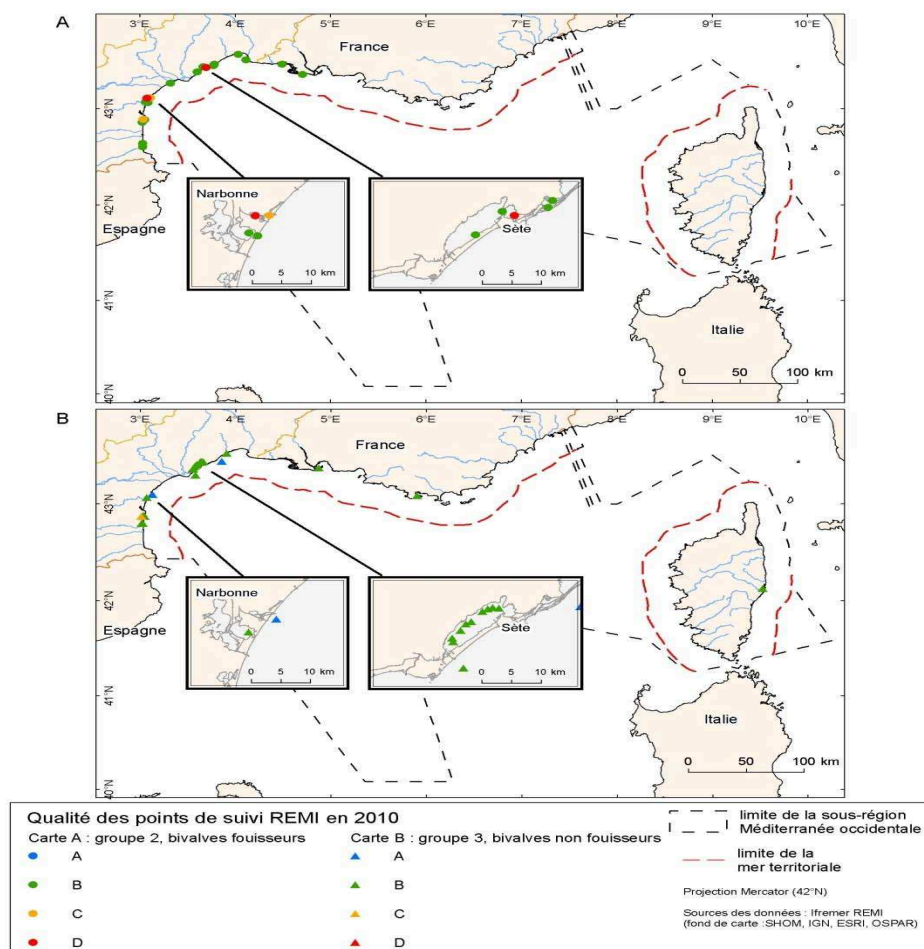 A
3°E 4°E 5°E 6°E 7°E 8°E 9°E 10°E
France
43°N
42°N
Narbonne
0 5 10 km
Sète
0 5 10 km
Espagne
41°N
Italie
0 50 100 km
40°N
B
3°E 4°E 5°E 6°E 7°E 8°E 9°E 10°E
France
43°N
42°N
Narbonne
0 5 10 km
Sète
0 5 10 km
Espagne
41°N
Italie
0 50 100 km
40°N
Qualité des points de suivi REMI en 2010
Carte A : groupe 2, bivalves fouisseurs
A
B
C
D
Carte B : groupe 3, bivalves non fouisseurs
A
B
C
D
limite de la sous-région
Méditerranée occidentale
limite de la
mer territoriale
Projection Mercator (42°N)
Sources des données : Ifremer REMI
(fond de carte :SHOM, IGN, ESRI, OSPAR)